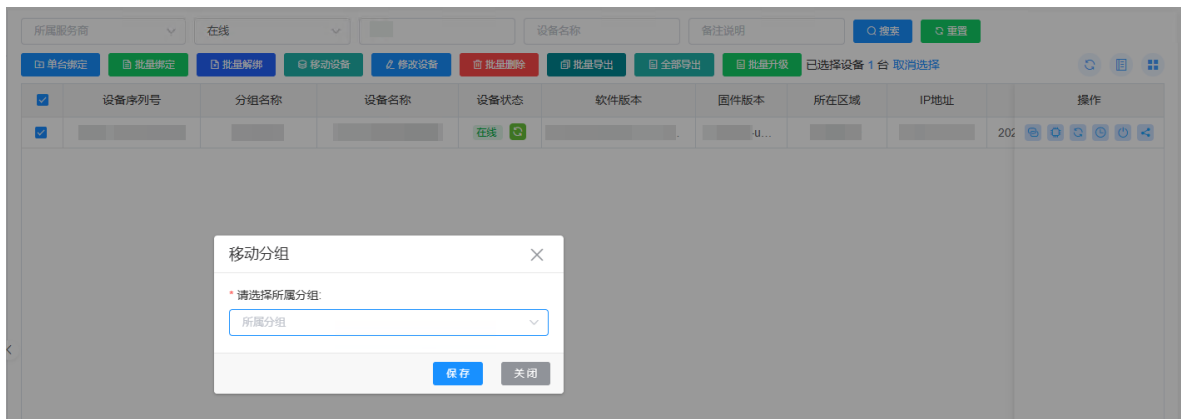 所属服务商 在线 设备名称 备注说明 搜索 重置
单台绑定 批量绑定 批量解绑 移动设备 修改设备 批量删除 批量导出 全部导出 批量升级 已选择设备 1 台 取消选择
设备序列号 分组名称 设备名称 设备状态 软件版本 固件版本 所在区域 IP地址 操作
在线 . -u... 202
移动分组
* 请选择所属分组:
所属分组
保存 关闭